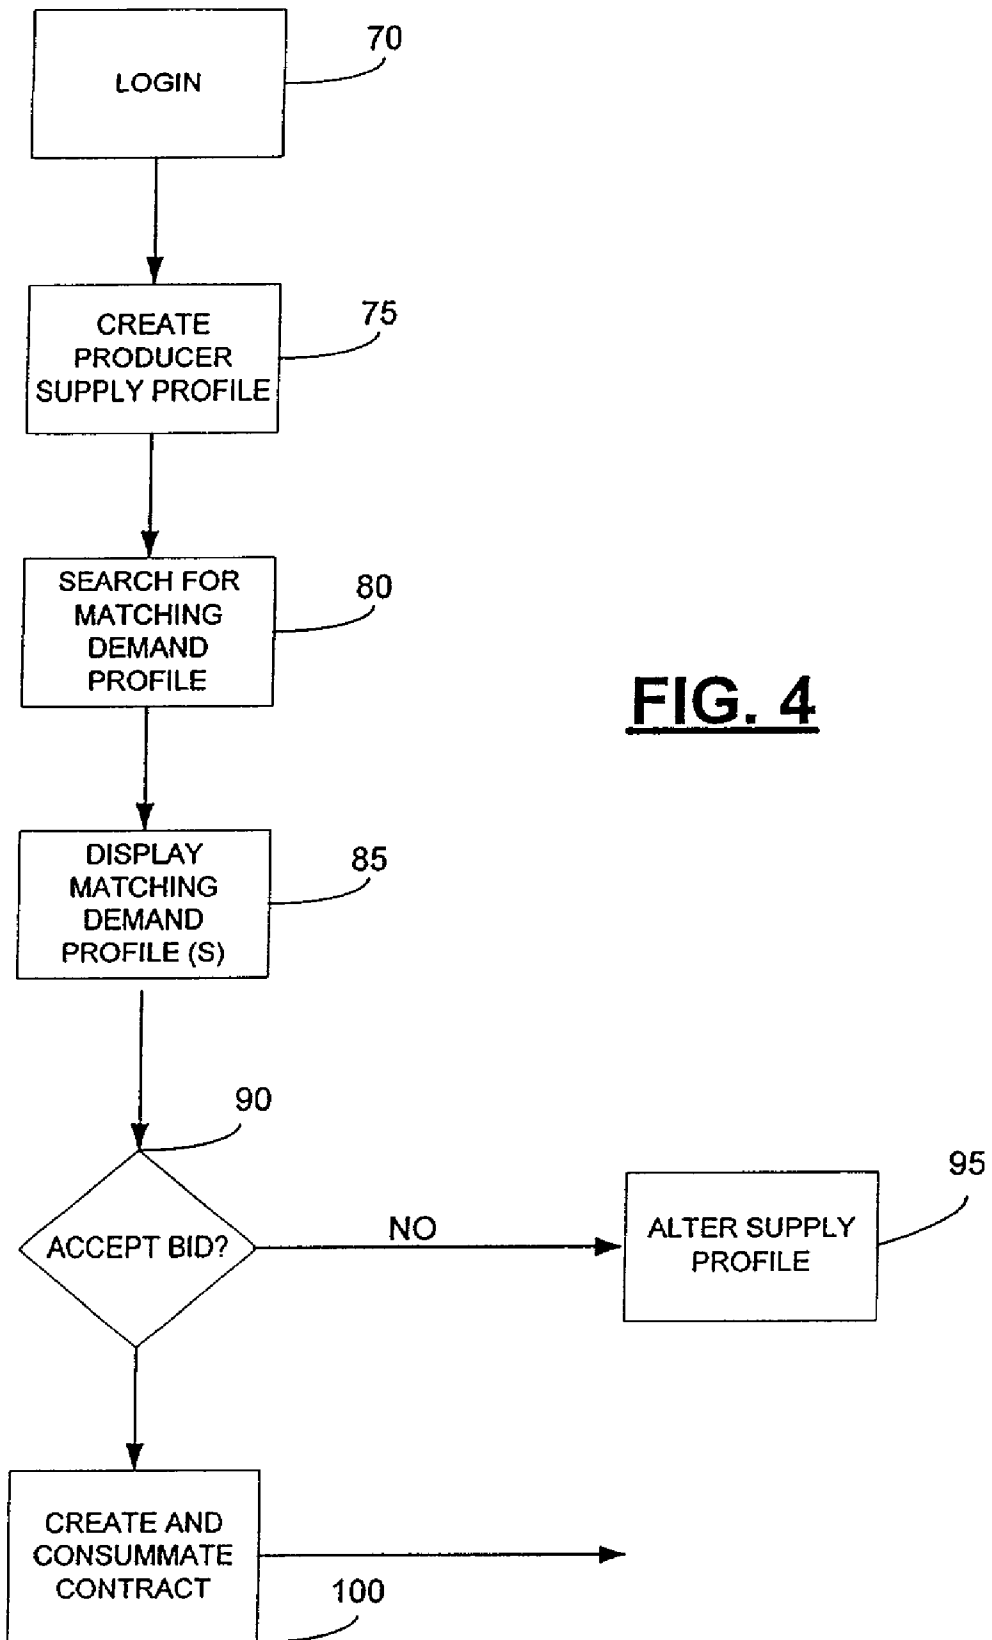 70
LOGIN
75
CREATE
PRODUCER
SUPPLY PROFILE
80
SEARCH FOR
MATCHING
DEMAND
PROFILE
FIG. 4
85
DISPLAY
MATCHING
DEMAND
PROFILE (S)
90
ACCEPT BID?
NO
95
ALTER SUPPLY
PROFILE
CREATE AND
CONSUMMATE
CONTRACT
100